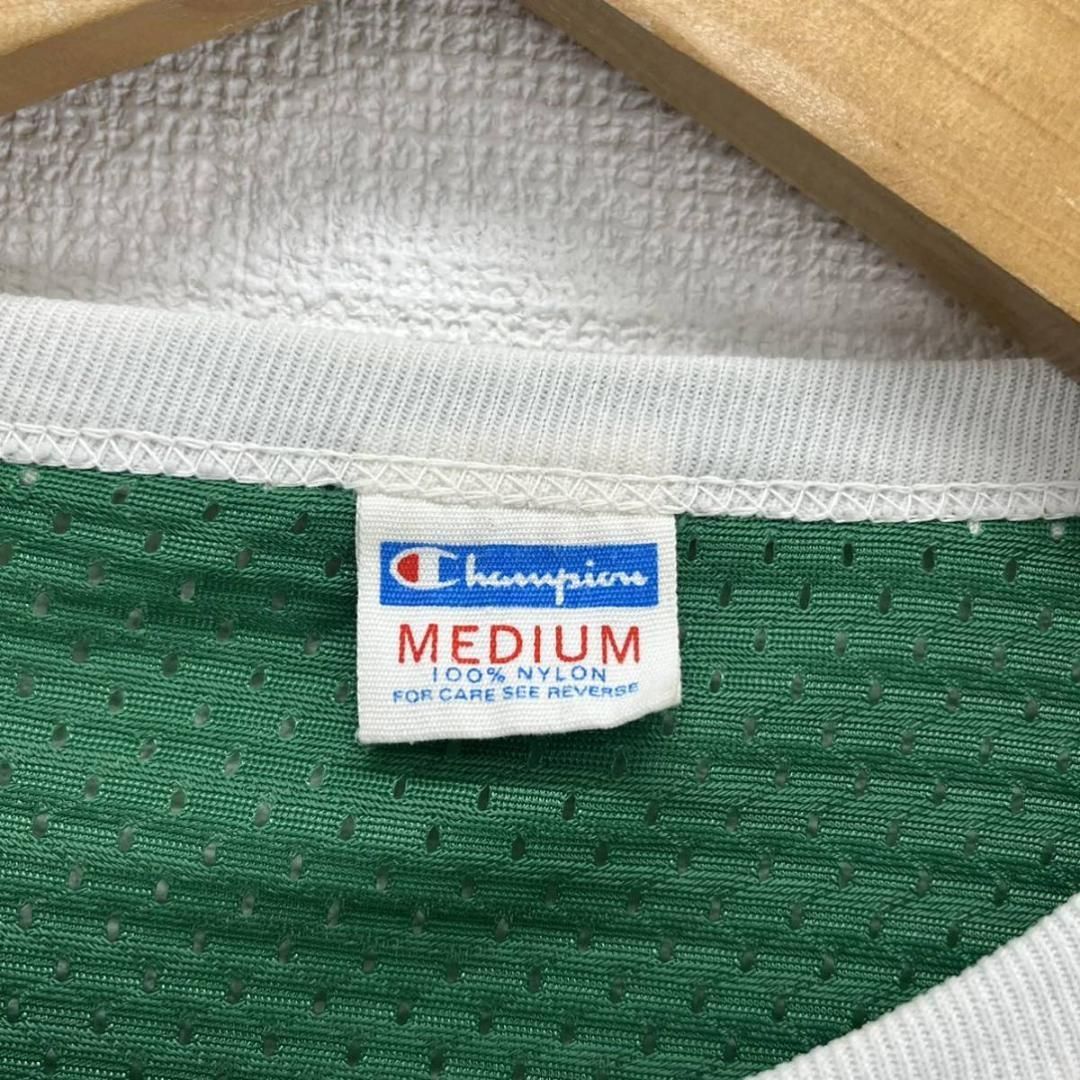 Champion
MEDIUM
100% NYLON
FOR CARE SEE REVERSE